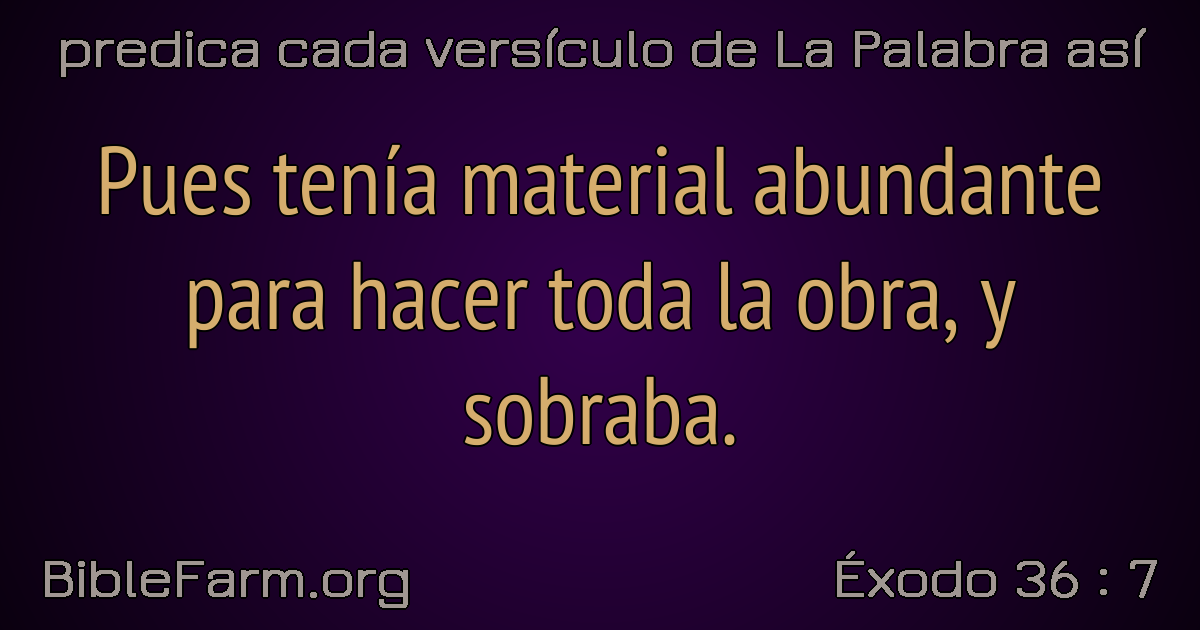 predica cada versículo de La Palabra así
Pues tenía material abundante
para hacer toda la obra, y
sobraba.
BibleFarm.org
Éxodo 36 : 7